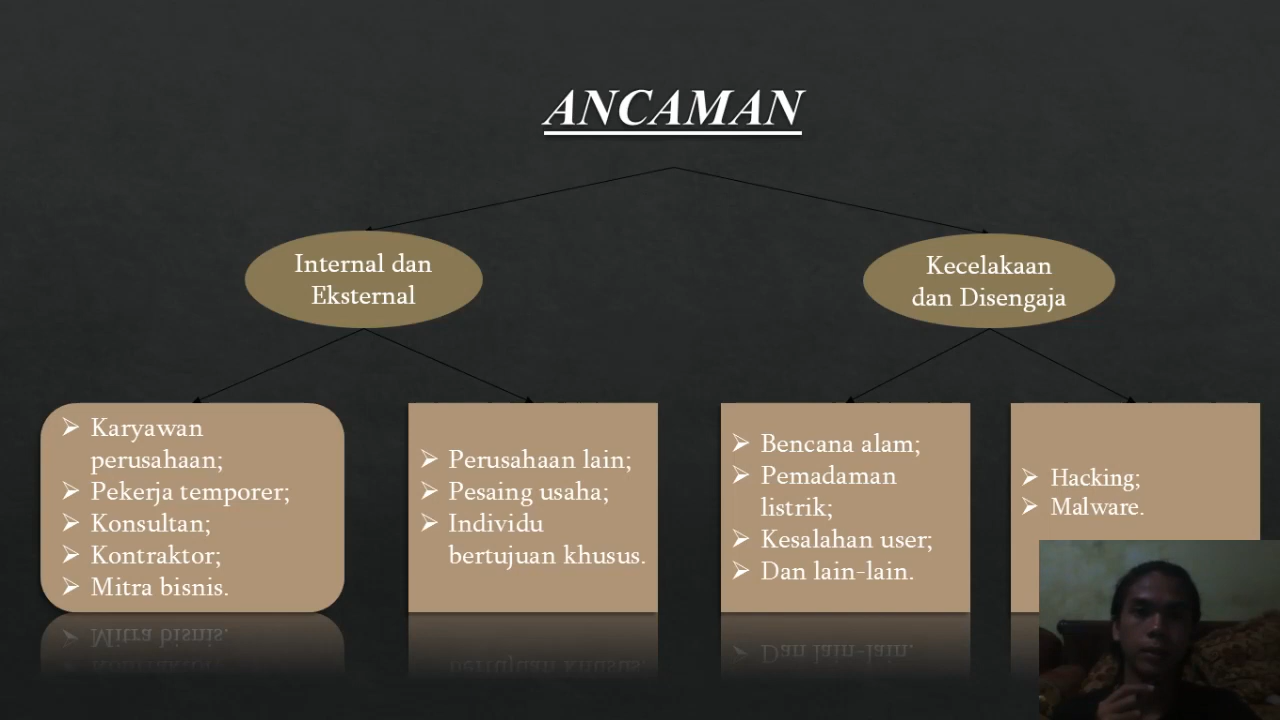 ANCAMAN
Internal dan
Eksternal
Kecelakaan
dan Disengaja
Karyawan
perusahaan;
Pekerja temporer;
Konsultan;
Kontraktor;
Mitra bisnis.
Perusahaan lain;
Pesaing usaha;
Individu
bertujuan khusus.
Bencana alam;
Pemadaman
listrik;
Kesalahan user;
Dan lain-lain.
Hacking;
Malware.